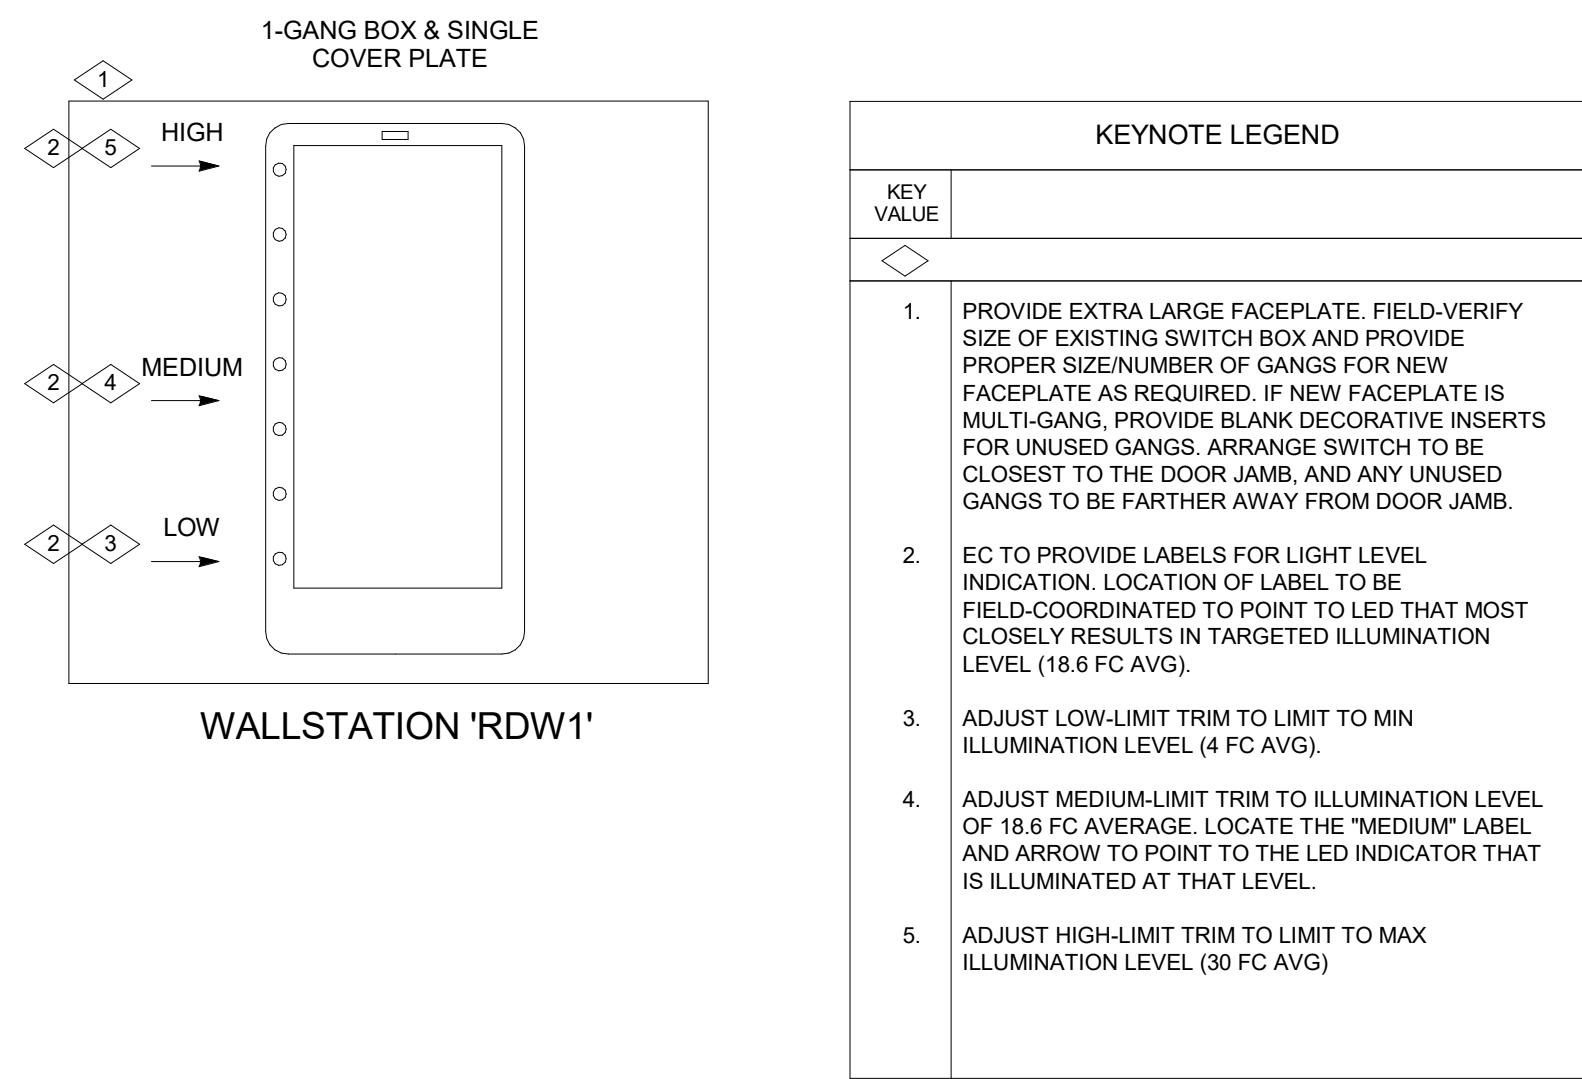 1-GANG BOX & SINGLE
COVER PLATE
1
HIGH
2 5
MEDIUM
2 4
LOW
2 3
WALLSTATION 'RDW1'
KEYNOTE LEGEND
KEY
VALUE
1. PROVIDE EXTRA LARGE FACEPLATE. FIELD-VERIFY
SIZE OF EXISTING SWITCH BOX AND PROVIDE
PROPER SIZE/NUMBER OF GANGS FOR NEW
FACEPLATE AS REQUIRED. IF NEW FACEPLATE IS
MULTI-GANG, PROVIDE BLANK DECORATIVE INSERTS
FOR UNUSED GANGS. ARRANGE SWITCH TO BE
CLOSEST TO THE DOOR JAMB, AND ANY UNUSED
GANGS TO BE FARTHER AWAY FROM DOOR JAMB.
2. EC TO PROVIDE LABELS FOR LIGHT LEVEL
INDICATION. LOCATION OF LABEL TO BE
FIELD-COORDINATED TO POINT TO LED THAT MOST
CLOSELY RESULTS IN TARGETED ILLUMINATION
LEVEL (18.6 FC AVG).
3. ADJUST LOW-LIMIT TRIM TO LIMIT TO MIN
ILLUMINATION LEVEL (4 FC AVG).
4. ADJUST MEDIUM-LIMIT TRIM TO ILLUMINATION LEVEL
OF 18.6 FC AVERAGE. LOCATE THE "MEDIUM" LABEL
AND ARROW TO POINT TO THE LED INDICATOR THAT
IS ILLUMINATED AT THAT LEVEL.
5. ADJUST HIGH-LIMIT TRIM TO LIMIT TO MAX
ILLUMINATION LEVEL (30 FC AVG)